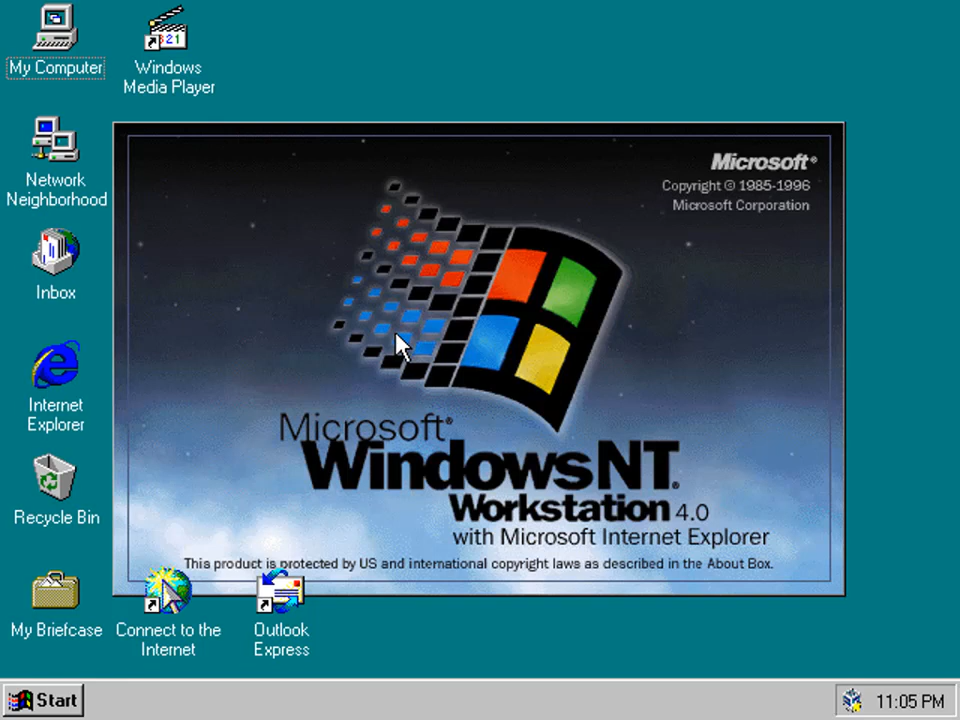 My Computer
Windows
Media Player
Network
Neighborhood
Inbox
Internet
Explorer
Recycle Bin
My Briefcase
Connect to the
Internet
Outlook
Express
Microsoft®
Copyright © 1985-1996
Microsoft Corporation
Microsoft®
Windows NT®
Workstation 4.0
with Microsoft Internet Explorer
This product is protected by US and international copyright laws as described in the About Box.
Start
11:05 PM